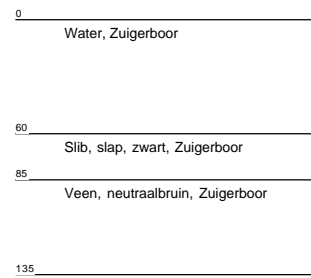 0
Water, Zuigerboor
60
Slib, slap, zwart, Zuigerboor
85
Veen, neutraalbruin, Zuigerboor
135